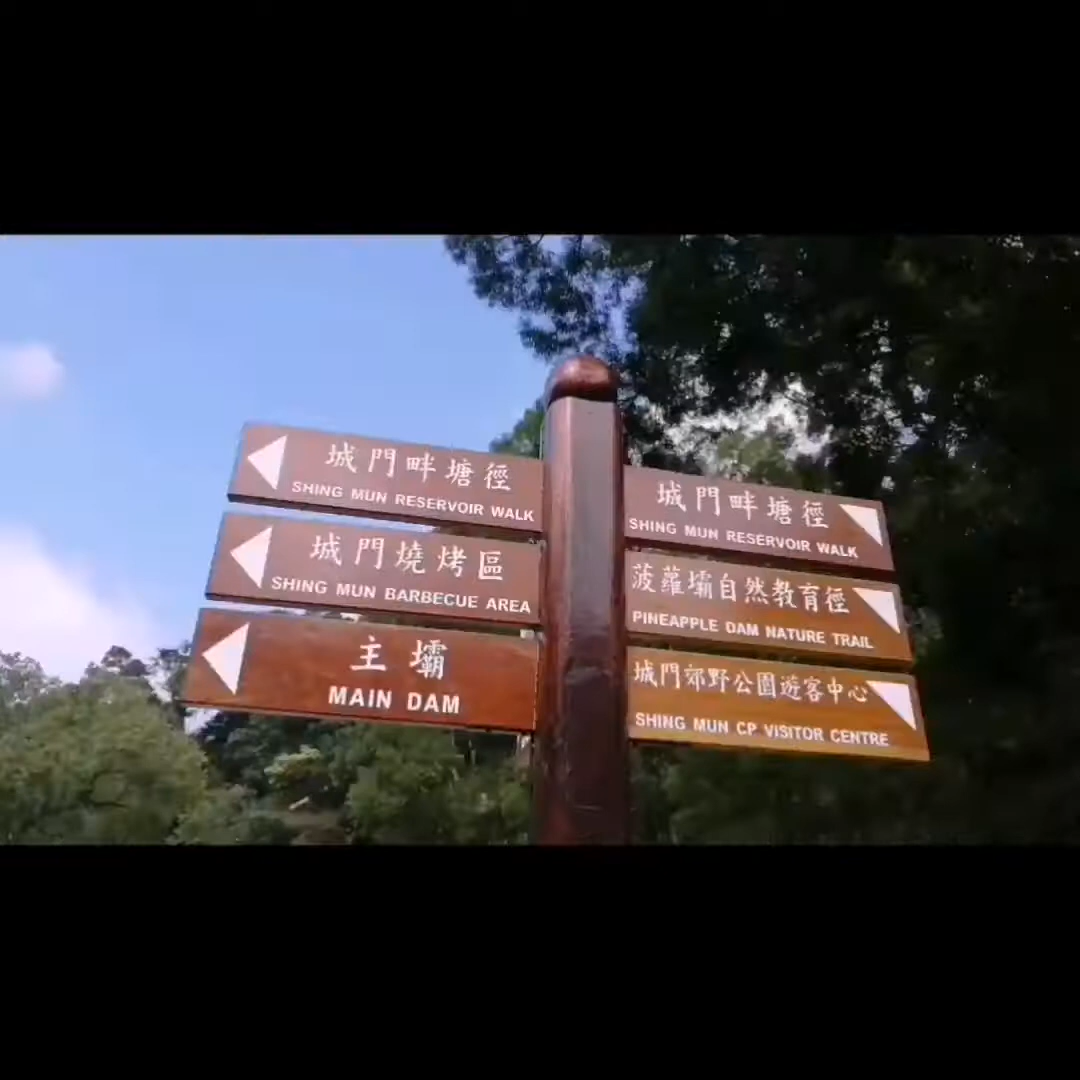 城門畔塘徑
SHING MUN RESERVOIR WALK
城門燒烤區
SHING MUN BARBECUE AREA
主壩
MAIN DAM
城門畔塘徑
SHING MUN RESERVOIR WALK
菠蘿壩自然教育徑
PINEAPPLE DAM NATURE TRAIL
城門郊野公園遊客中心
SHING MUN CP VISITOR CENTRE